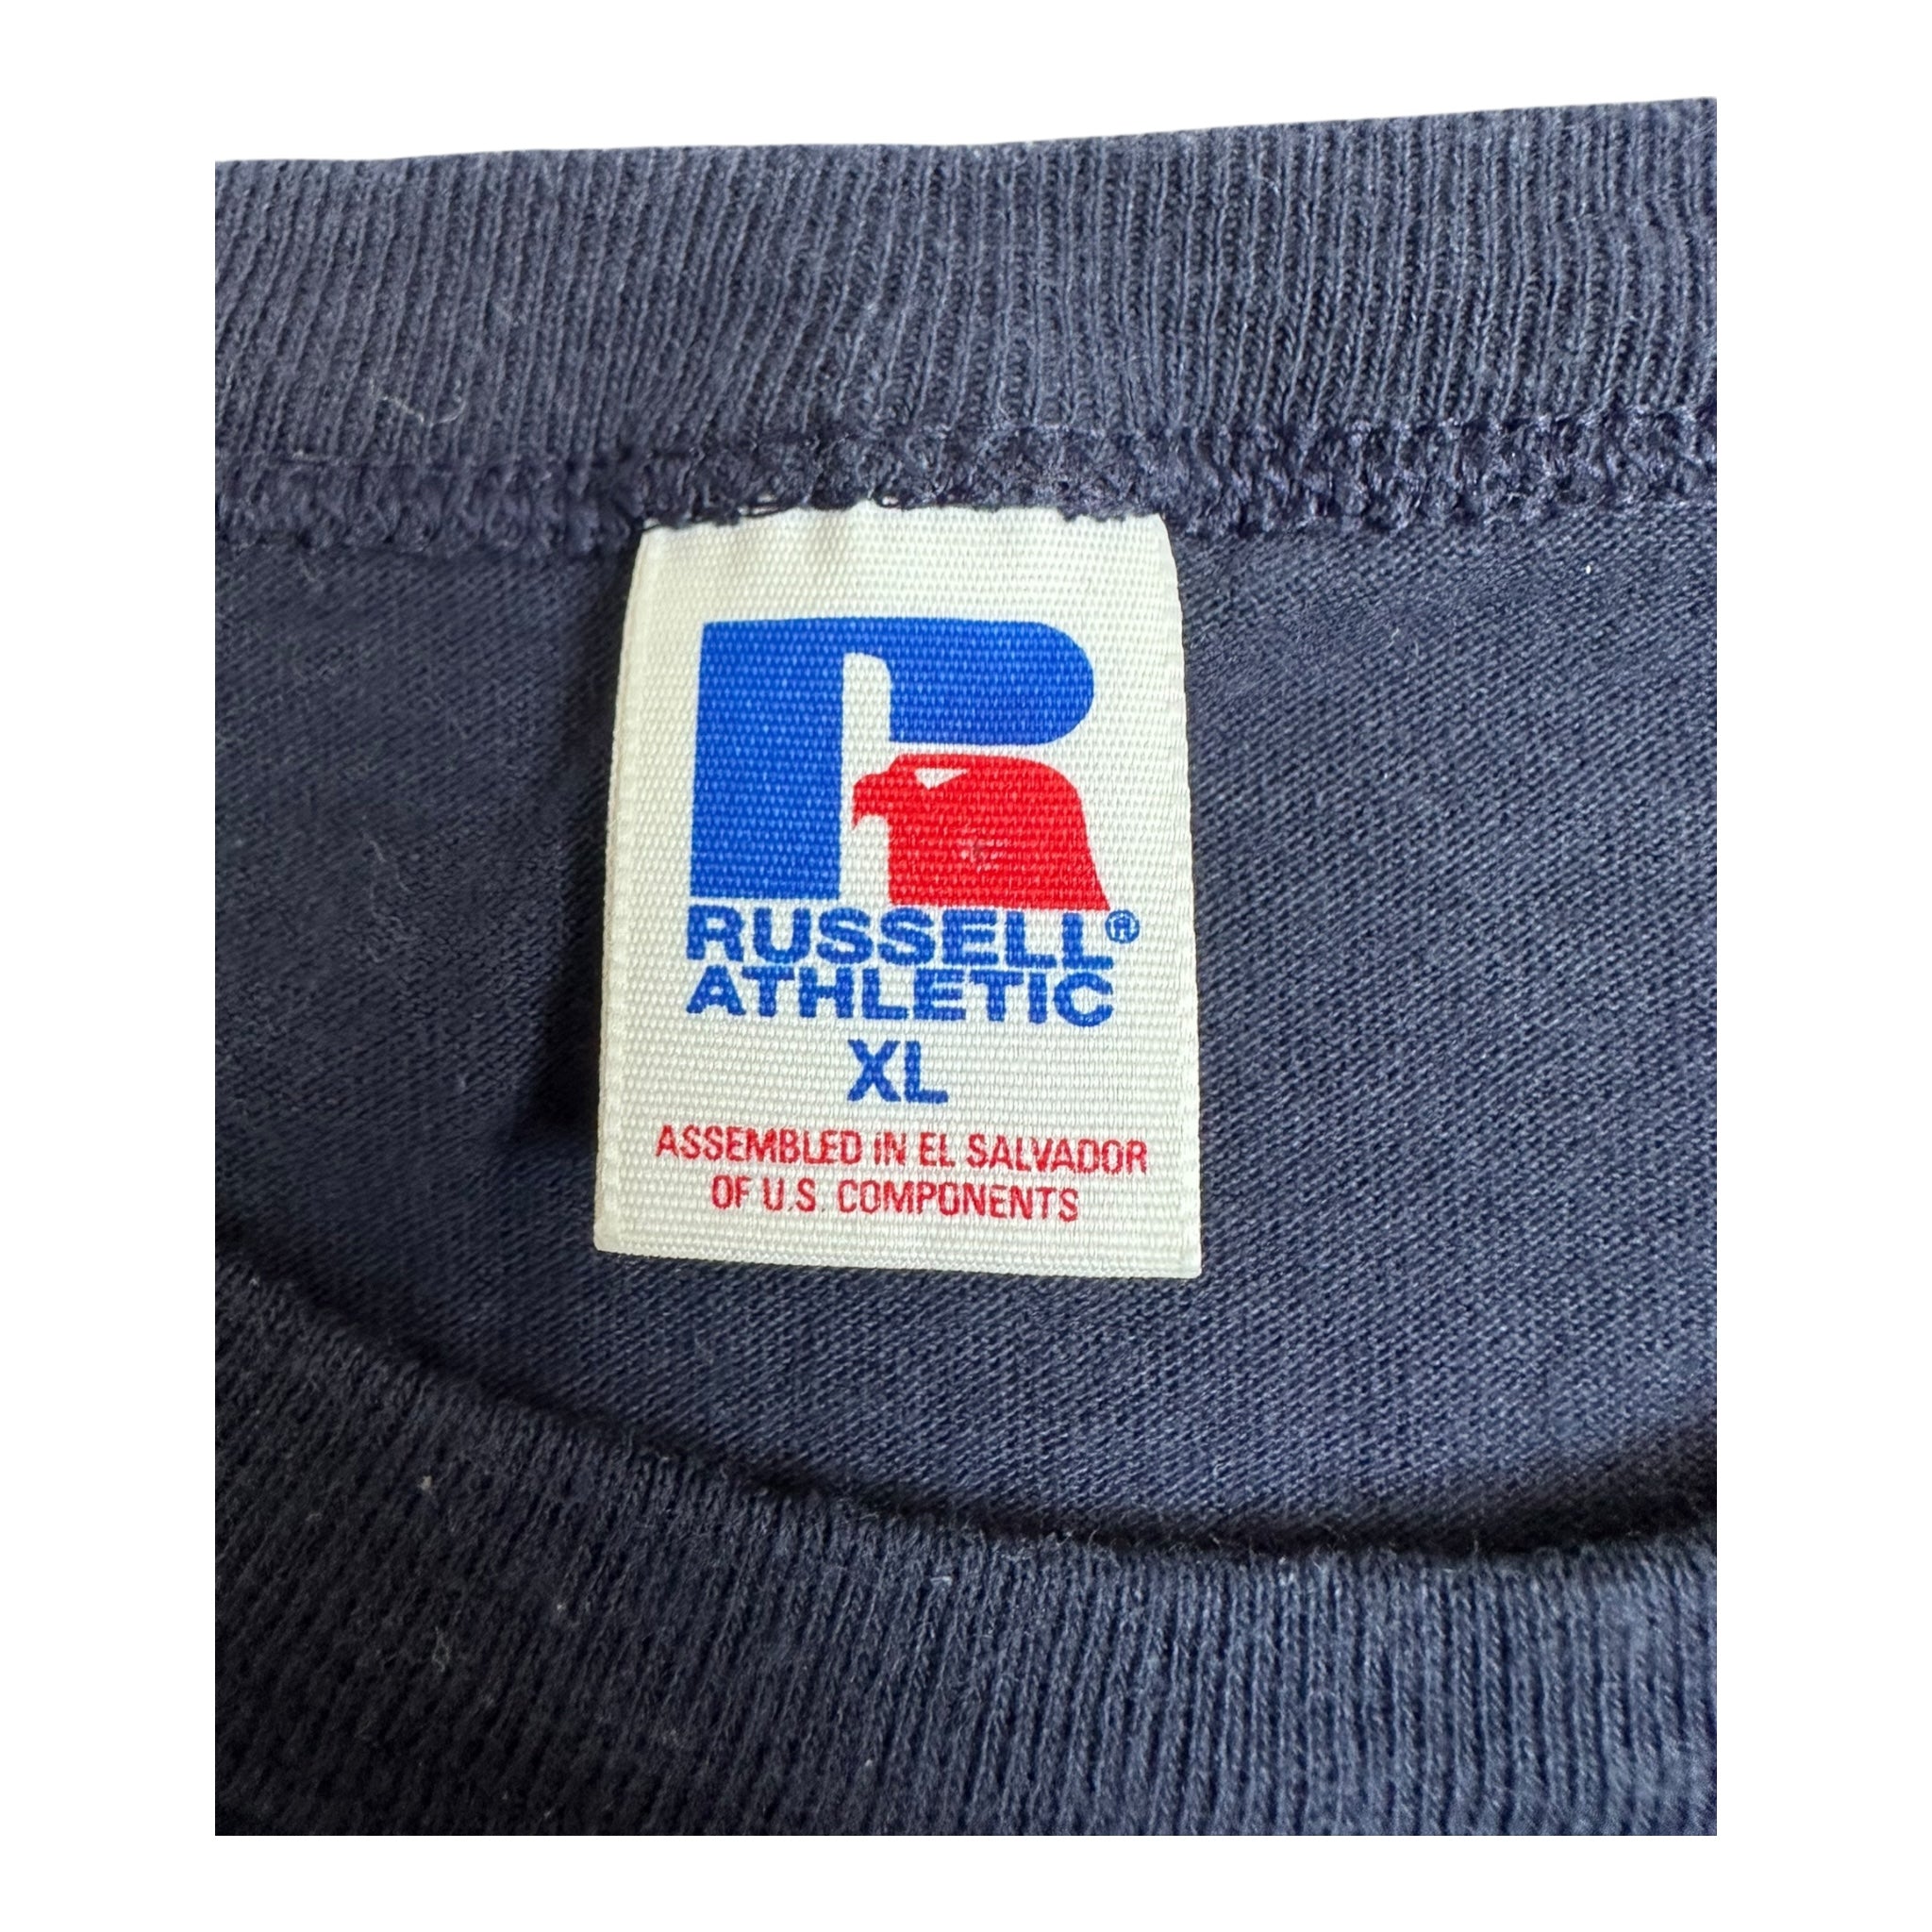 R
RUSSELL®
ATHLETIC
XL
ASSEMBLED IN EL SALVADOR
OF U.S. COMPONENTS